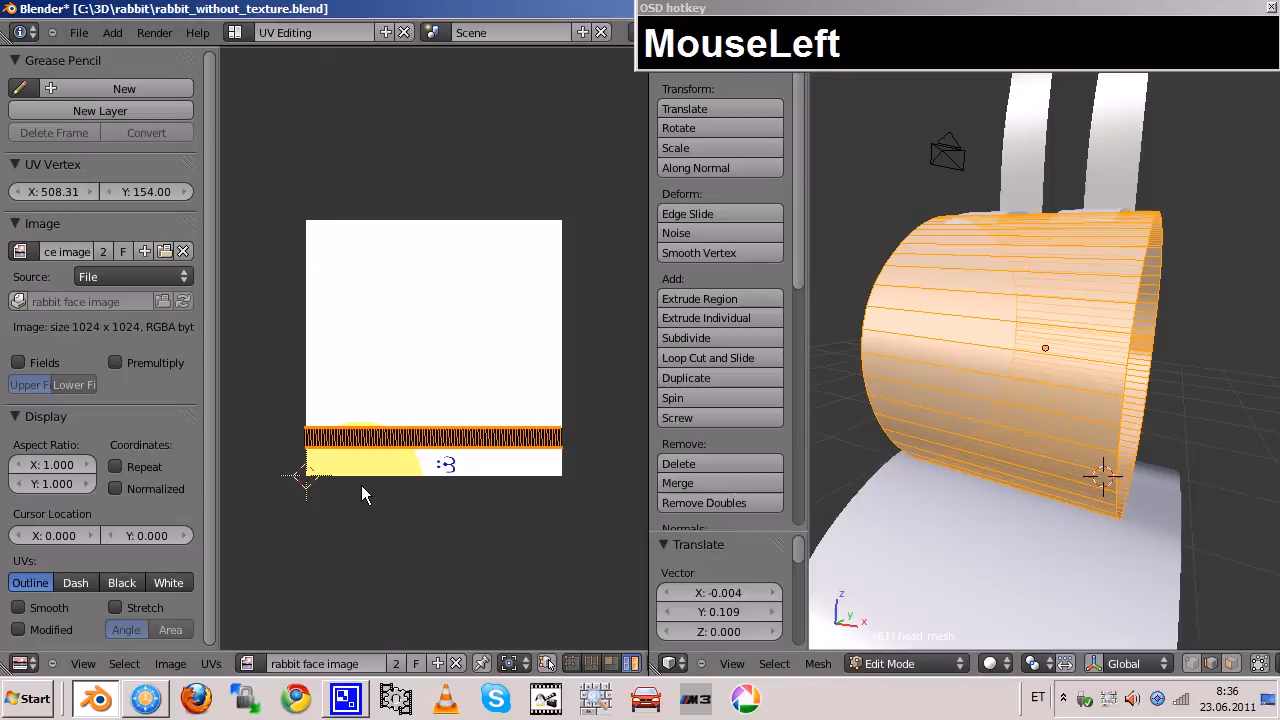 Blender* [C:\3D\rabbit\rabbit_without_texture.blend]
OSD hotkey
MouseLeft
File Add Render Help
UV Editing
Scene
Grease Pencil
New
New Layer
Delete Frame Convert
UV Vertex
X: 508.31 Y: 154.00
Image
ce image 2 F
Source: File
rabbit face image
Image: size 1024 x 1024, RGBA byt
Fields Premultiply
Upper F Lower Fi
Display
Aspect Ratio: Coordinates:
X: 1.000 Repeat
Y: 1.000 Normalized
Cursor Location
X: 0.000 Y: 0.000
UVs:
Outline Dash Black White
Smooth Stretch
Modified Angle Area
View Select Image UVs rabbit face image 2 F
:3
Transform:
Translate
Rotate
Scale
Along Normal
Deform:
Edge Slide
Noise
Smooth Vertex
Add:
Extrude Region
Extrude Individual
Subdivide
Loop Cut and Slide
Duplicate
Spin
Screw
Remove:
Delete
Merge
Remove Doubles
Normals:
Translate
Vector
X: -0.004
Y: 0.109
Z: 0.000
z
y
x
(61) head mesh
View Select Mesh Edit Mode Global
Start
M3
ET
8:36
23.06.2011